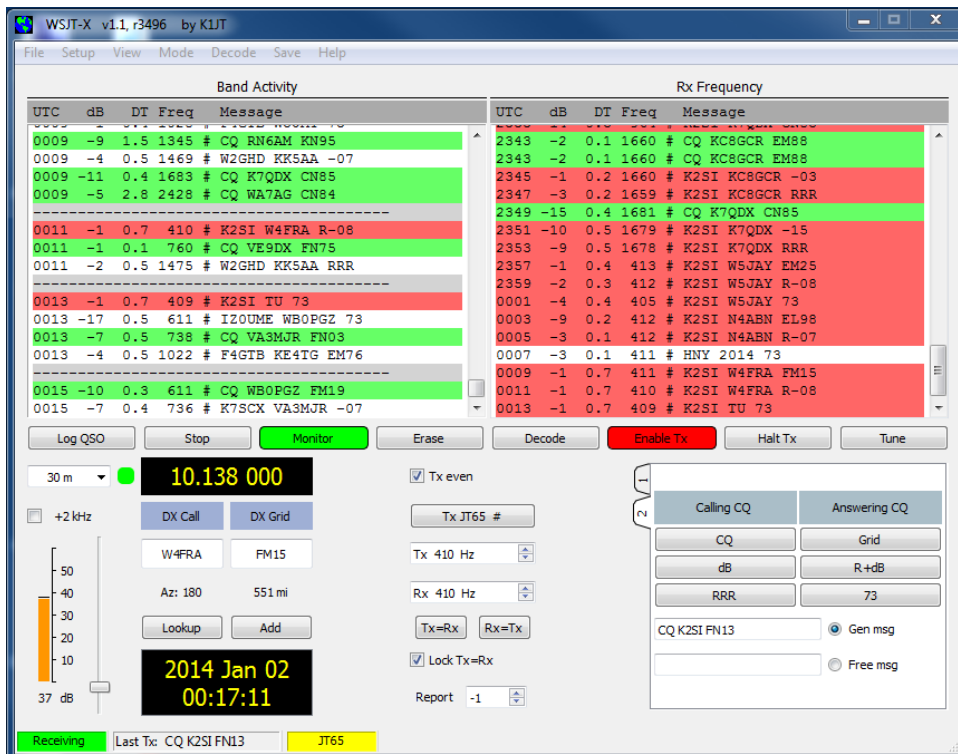 WSJT-X v1.1, r3496 by K1JT
File Setup View Mode Decode Save Help
Band Activity
UTC dB DT Freq Message
0009 -9 1.5 1345 # CQ RN6AM KN95
0009 -4 0.5 1469 # W2GHD KK5AA -07
0009 -11 0.4 1683 # CQ K7QDX CN85
0009 -5 2.8 2428 # CQ WA7AG CN84
----------------------------------------
0011 -1 0.7 410 # K2SI W4FRA R-08
0011 -1 0.1 760 # CQ VE9DX FN75
0011 -2 0.5 1475 # W2GHD KK5AA RRR
----------------------------------------
0013 -1 0.7 409 # K2SI TU 73
0013 -17 0.5 611 # IZ0UME WB0PGZ 73
0013 -7 0.5 738 # CQ VA3MJR FN03
0013 -4 0.5 1022 # F4GTB KE4TG EM76
----------------------------------------
0015 -10 0.3 611 # CQ WB0PGZ FM19
0015 -7 0.4 736 # K7SCX VA3MJR -07
Rx Frequency
UTC dB DT Freq Message
2343 -2 0.1 1660 # CQ KC8GCR EM88
2343 -2 0.1 1660 # CQ KC8GCR EM88
2345 -1 0.2 1660 # K2SI KC8GCR -03
2347 -3 0.2 1659 # K2SI KC8GCR RRR
2349 -15 0.4 1681 # CQ K7QDX CN85
2351 -10 0.5 1679 # K2SI K7QDX -15
2353 -9 0.5 1678 # K2SI K7QDX RRR
2357 -1 0.4 413 # K2SI W5JAY EM25
2359 -2 0.3 412 # K2SI W5JAY R-08
0001 -4 0.4 405 # K2SI W5JAY 73
0003 -9 0.2 412 # K2SI N4ABN EL98
0005 -3 0.1 412 # K2SI N4ABN R-07
0007 -3 0.1 411 # HNY 2014 73
0009 -1 0.7 411 # K2SI W4FRA FM15
0011 -1 0.7 410 # K2SI W4FRA R-08
0013 -1 0.7 409 # K2SI TU 73
Log QSO Stop Monitor Erase Decode Enable Tx Halt Tx Tune
30 m
10.138 000
+2 kHz
DX Call DX Grid
W4FRA FM15
Az: 180 551 mi
Lookup Add
50
40
30
20
10
37 dB
2014 Jan 02
00:17:11
Tx even
Tx JT65 #
Tx 410 Hz
Rx 410 Hz
Tx=Rx Rx=Tx
Lock Tx=Rx
Report -1
1
2
Calling CQ Answering CQ
CQ Grid
dB R+dB
RRR 73
CQ K2SI FN13 Gen msg
Free msg
Receiving Last Tx: CQ K2SI FN13 JT65